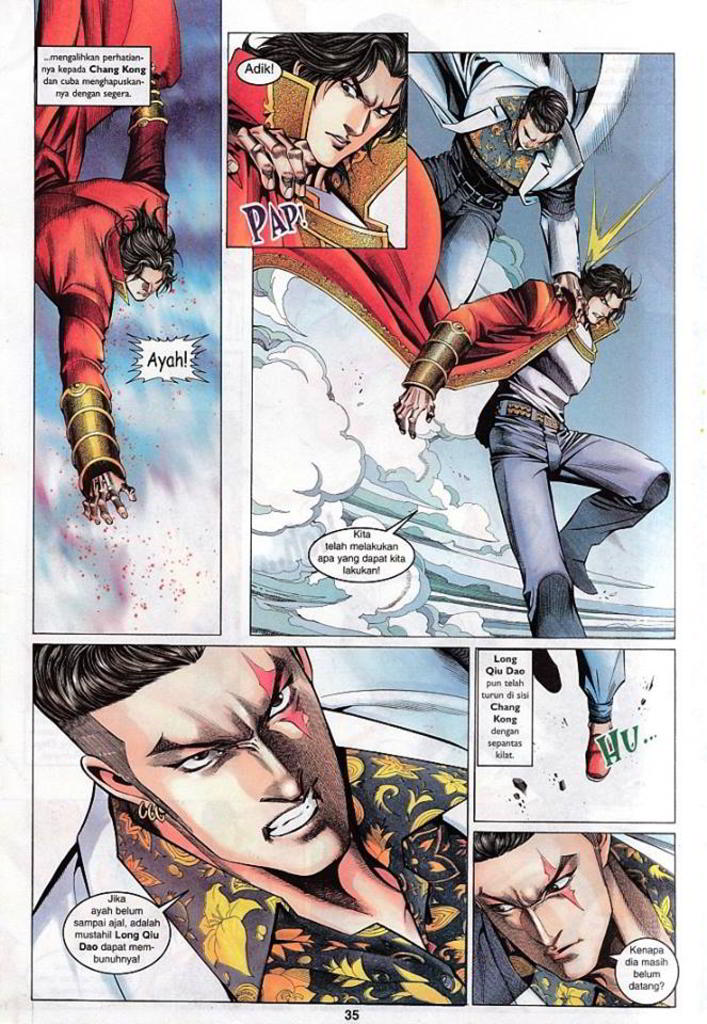 ...mengalihkan perhatian-
nya kepada Chang Kong
dan cuba menghapuskan-
nya dengan segera.
Ayah!
Adik!
PAP!
Kita
telah melakukan
apa yang dapat kita
lakukan!
Jika
ayah belum
sampai ajal, adalah
mustahil Long Qiu
Dao dapat mem-
bunuhnya!
Long
Qiu Dao
pun telah
turun di sisi
Chang
Kong
dengan
sepantas
kilat.
HU...
Kenapa
dia masih
belum
datang?
35